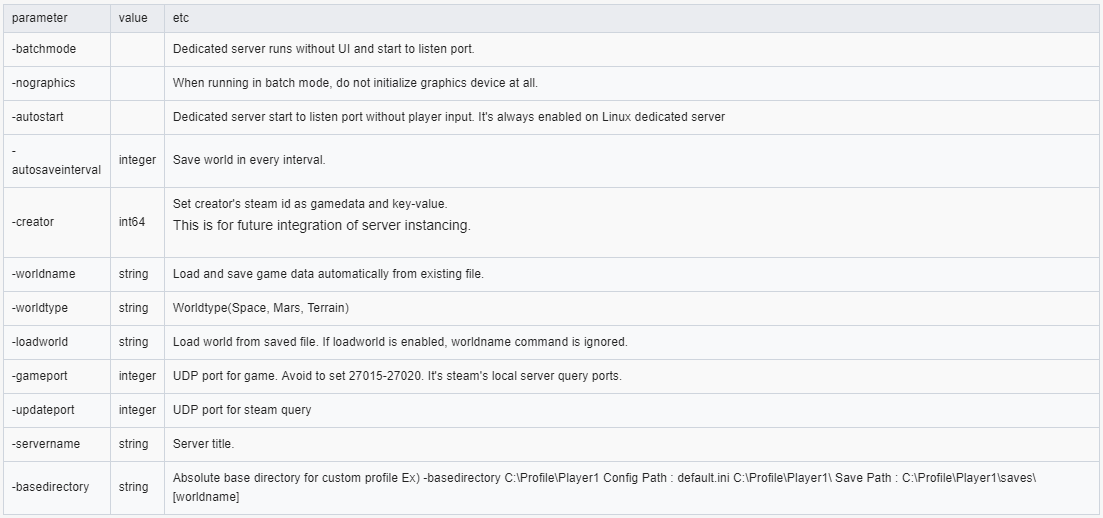 parameter value etc
-batchmode Dedicated server runs without UI and start to listen port.
-nographics When running in batch mode, do not initialize graphics device at all.
-autostart Dedicated server start to listen port without player input. It's always enabled on Linux dedicated server
-
autosaveinterval integer Save world in every interval.
-creator int64 Set creator's steam id as gamedata and key-value.
This is for future integration of server instancing.
-worldname string Load and save game data automatically from existing file.
-worldtype string Worldtype(Space, Mars, Terrain)
-loadworld string Load world from saved file. If loadworld is enabled, worldname command is ignored.
-gameport integer UDP port for game. Avoid to set 27015-27020. It's steam's local server query ports.
-updateport integer UDP port for steam query
-servername string Server title.
-basedirectory string Absolute base directory for custom profile Ex) -basedirectory C:\Profile\Player1 Config Path : default.ini C:\Profile\Player1\ Save Path : C:\Profile\Player1\saves\
[worldname]